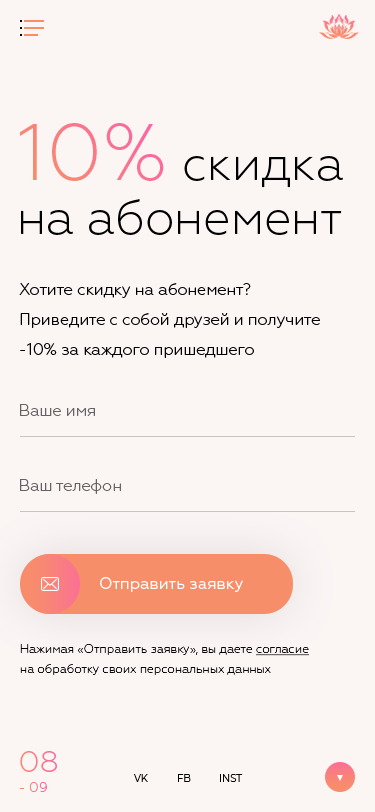 10% скидка
на абонемент
Хотите скидку на абонемент?
Приведите с собой друзей и получите
-10% за каждого пришедшего
Ваше имя
Ваш телефон
Отправить заявку
Нажимая «Отправить заявку», вы даете согласие
на обработку своих персональных данных
08
- 09
VK FB INST